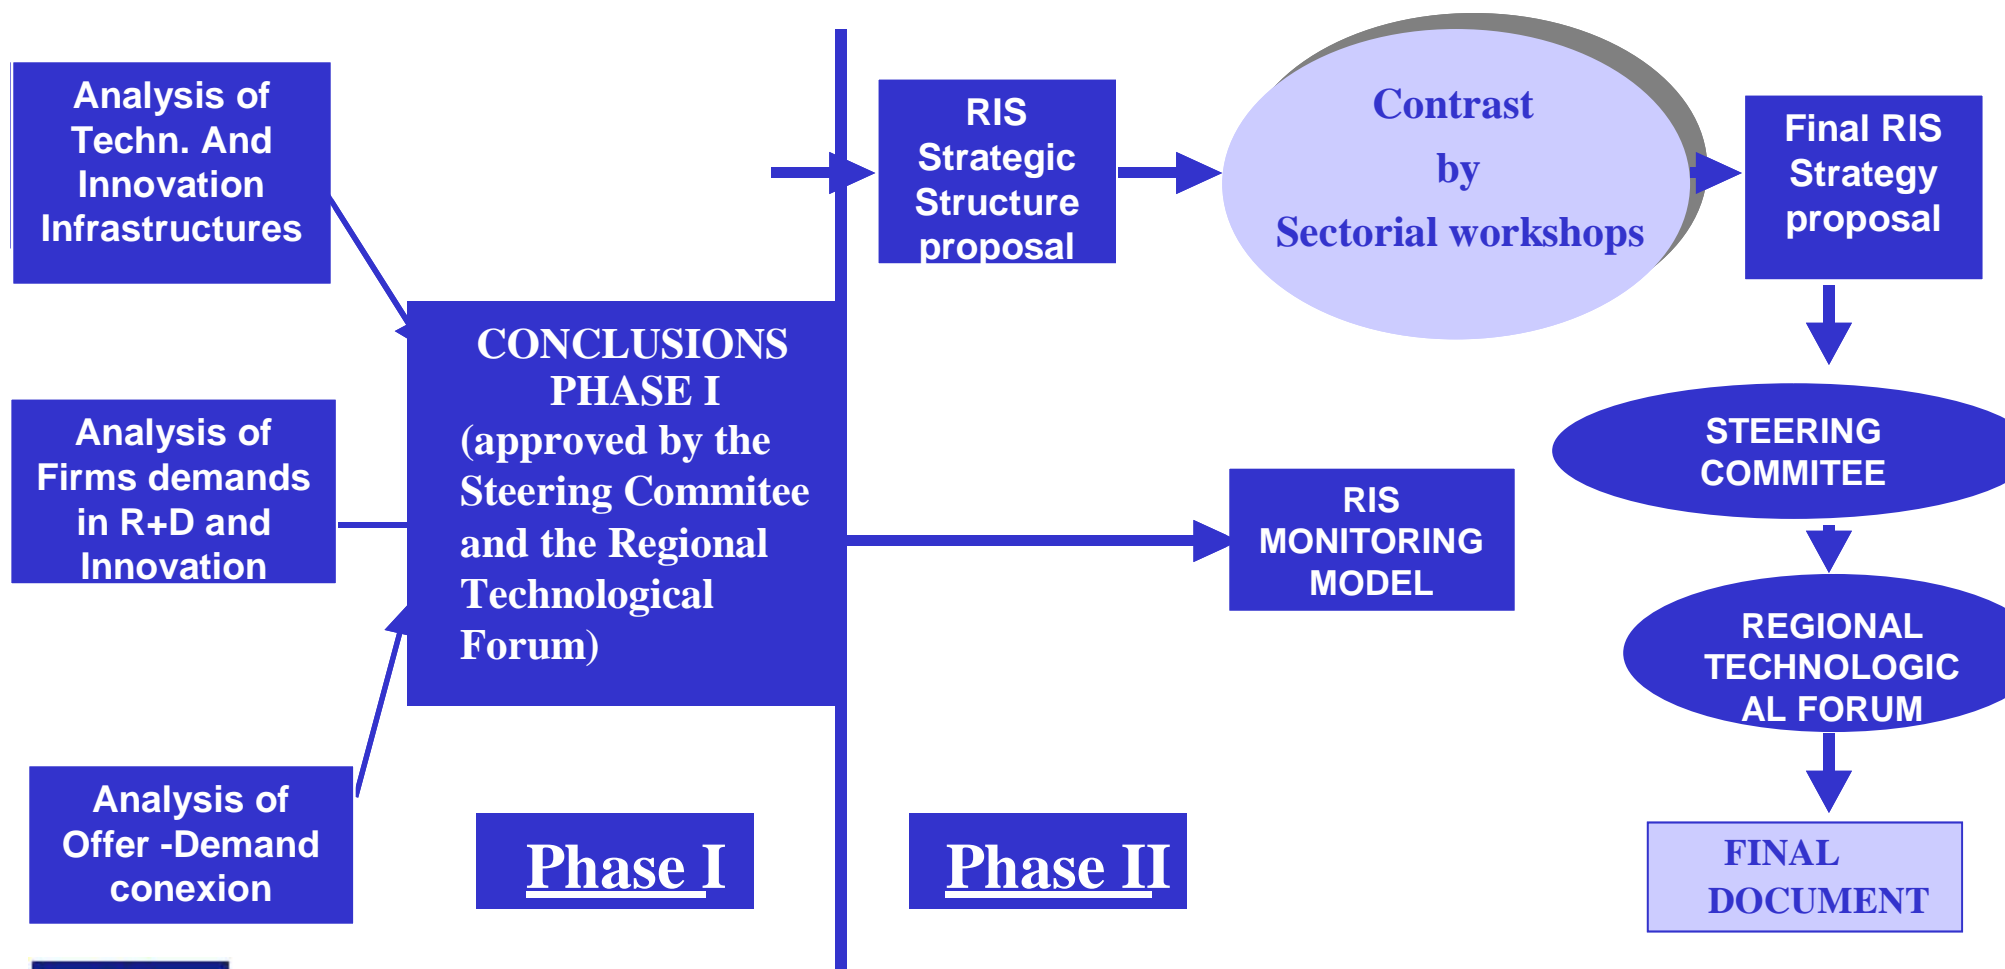 Analysis of
Techn. And
Innovation
Infrastructures
Analysis of
Firms demands
in R+D and
Innovation
Analysis of
Offer -Demand
conexion
CONCLUSIONS
PHASE I
(approved by the
Steering Commitee
and the Regional
Technological
Forum)
Phase I
RIS
Strategic
Structure
proposal
Contrast
by
Sectorial workshops
Final RIS
Strategy
proposal
RIS
MONITORING
MODEL
STEERING
COMMITEE
REGIONAL
TECHNOLOGIC
AL FORUM
FINAL
DOCUMENT
Phase II